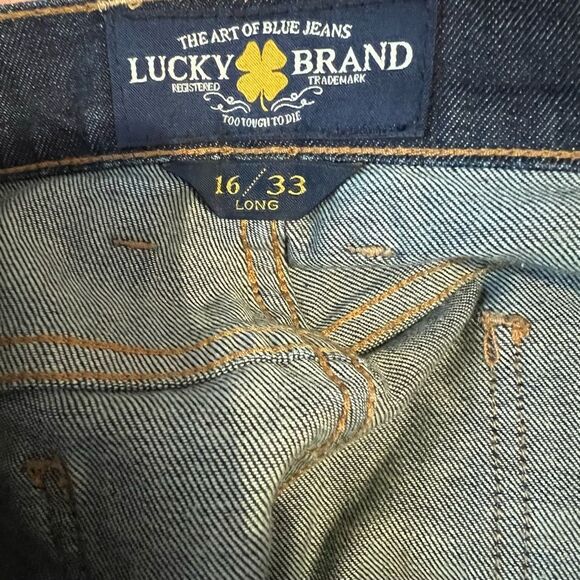 THE ART OF BLUE JEANS
LUCKY BRAND
REGISTERED TRADEMARK
TOO TOUGH TO DIE
16/33
LONG